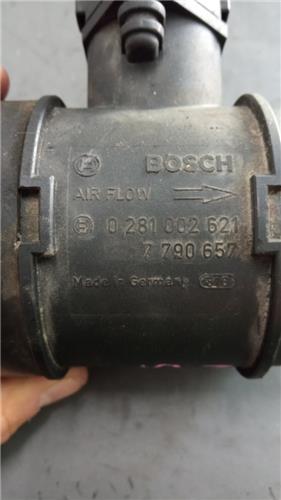 BOSCH
AIR FLOW
0 281 002 621
7 790 657
Made in Germany